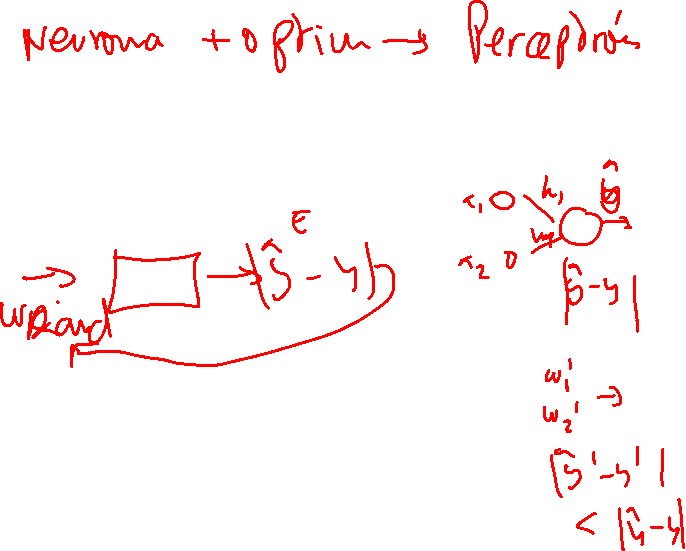 Neurona + optim → Perceptrón
x₁ w₁ ŷ
x₂ w₂
E
|ŷ - y|
|ŷ - y|
w₁'
w₂' →
|ŷ' - y'|
< |ŷ - y|